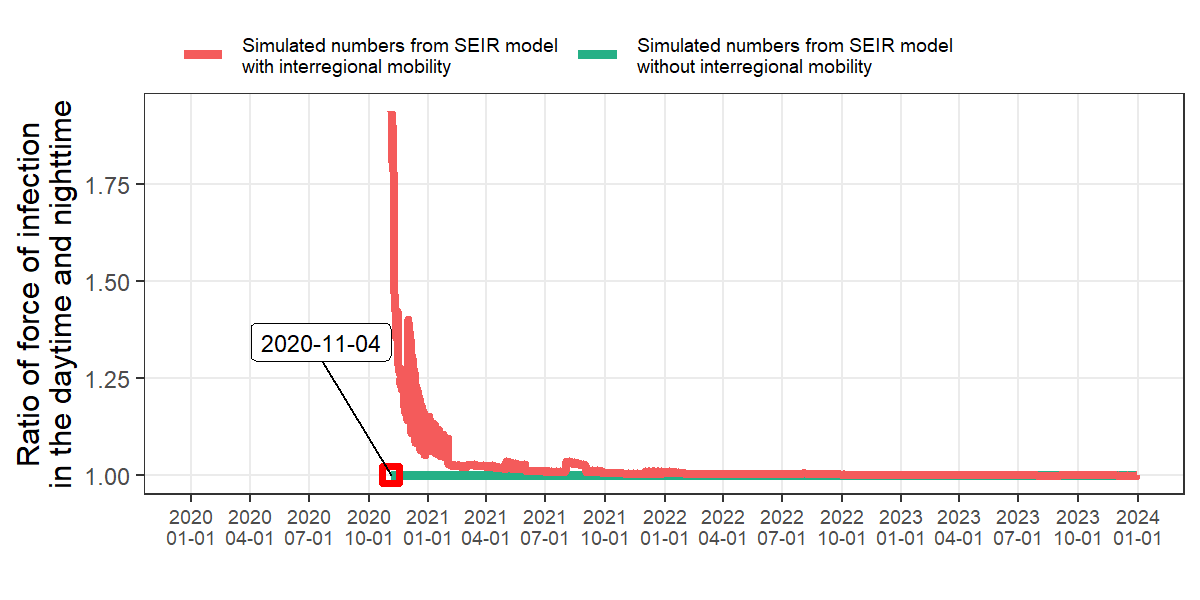 Simulated numbers from SEIR model
with interregional mobility
Simulated numbers from SEIR model
without interregional mobility
Ratio of force of infection
in the daytime and nighttime
1.75
1.50
1.25
1.00
2020-11-04
2020 2020 2020 2020 2021 2021 2021 2021 2022 2022 2022 2022 2023 2023 2023 2023 2024
01-01 04-01 07-01 10-01 01-01 04-01 07-01 10-01 01-01 04-01 07-01 10-01 01-01 04-01 07-01 10-01 01-01